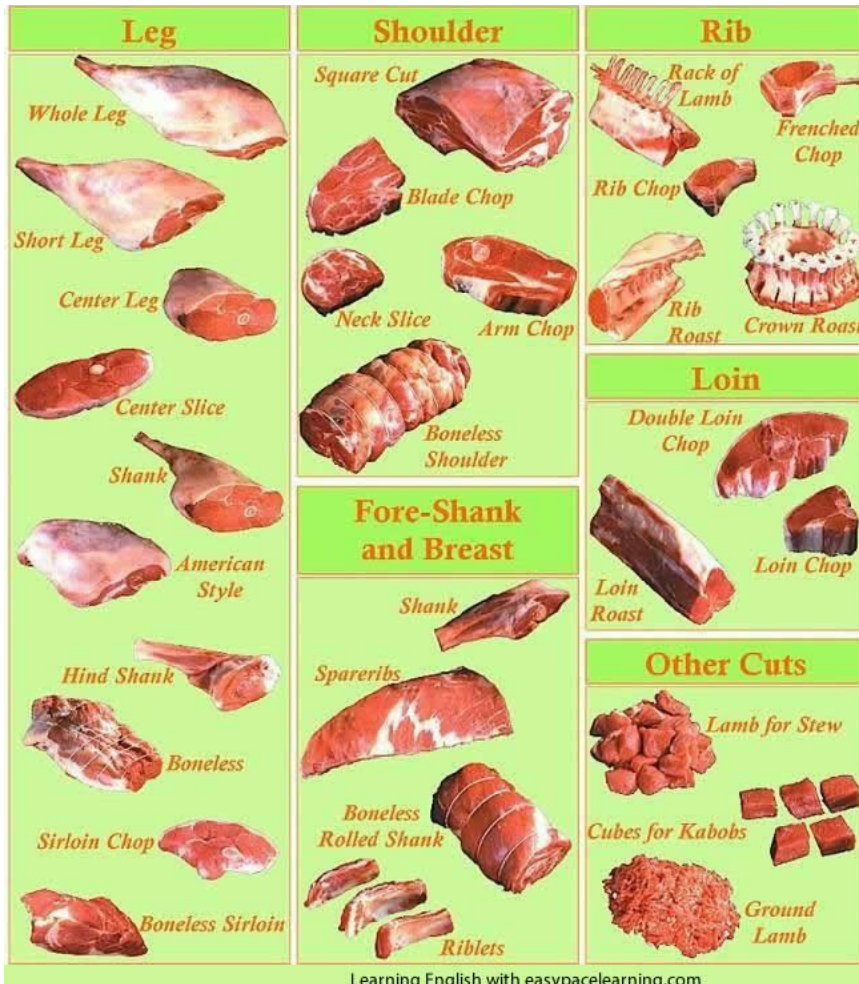 Leg
Whole Leg
Short Leg
Center Leg
Center Slice
Shank
American
Style
Hind Shank
Boneless
Sirloin Chop
Boneless Sirloin
Shoulder
Square Cut
Blade Chop
Neck Slice
Arm Chop
Boneless
Shoulder
Fore-Shank
and Breast
Shank
Spareribs
Boneless
Rolled Shank
Riblets
Rib
Rack of
Lamb
Frenched
Chop
Rib Chop
Rib
Roast
Crown Roast
Loin
Double Loin
Chop
Loin Chop
Loin
Roast
Other Cuts
Lamb for Stew
Cubes for Kabobs
Ground
Lamb
Learning English with easypacelearning.com